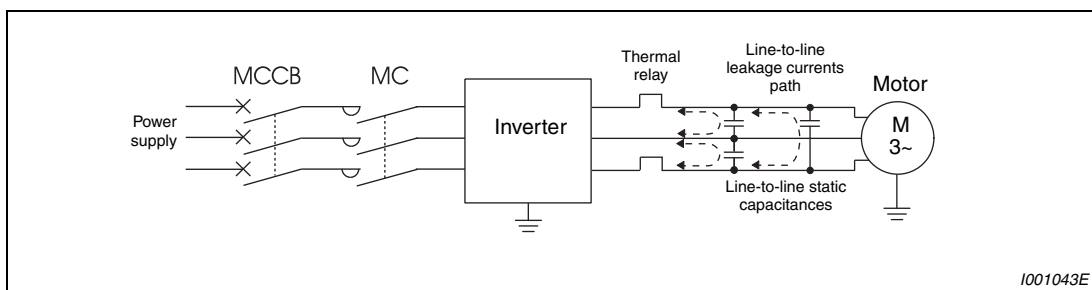 MCCB
MC
Power
supply
Inverter
Thermal
relay
Line-to-line
leakage currents
path
Motor
M
3~
Line-to-line static
capacitances
I001043E